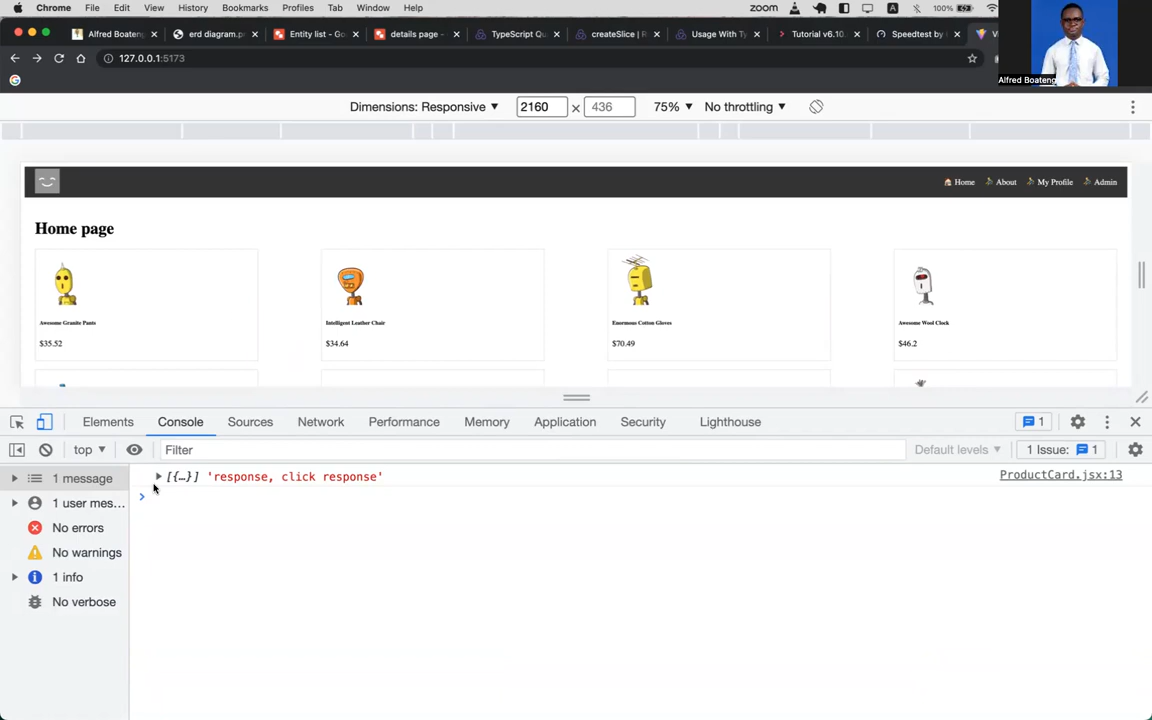 Chrome File Edit View History Bookmarks Profiles Tab Window Help zoom A 100%
Alfred Boateng erd diagram.p Entity list - Go details page - TypeScript Qu createSlice | R Usage With Ty Tutorial v6.10. Speedtest by
127.0.0.1:5173
Alfred Boateng
Dimensions: Responsive 2160 × 436 75% No throttling
Home About My Profile Admin
Home page
Awesome Granite Pants Intelligent Leather Chair Enormous Cotton Gloves Awesome Wool Clock
$35.52 $34.64 $70.49 $46.2
Elements Console Sources Network Performance Memory Application Security Lighthouse 1
top Filter Default levels 1 Issue: 1
1 message [{…}] 'response, click response' ProductCard.jsx:13
1 user mes…
No errors
No warnings
1 info
No verbose